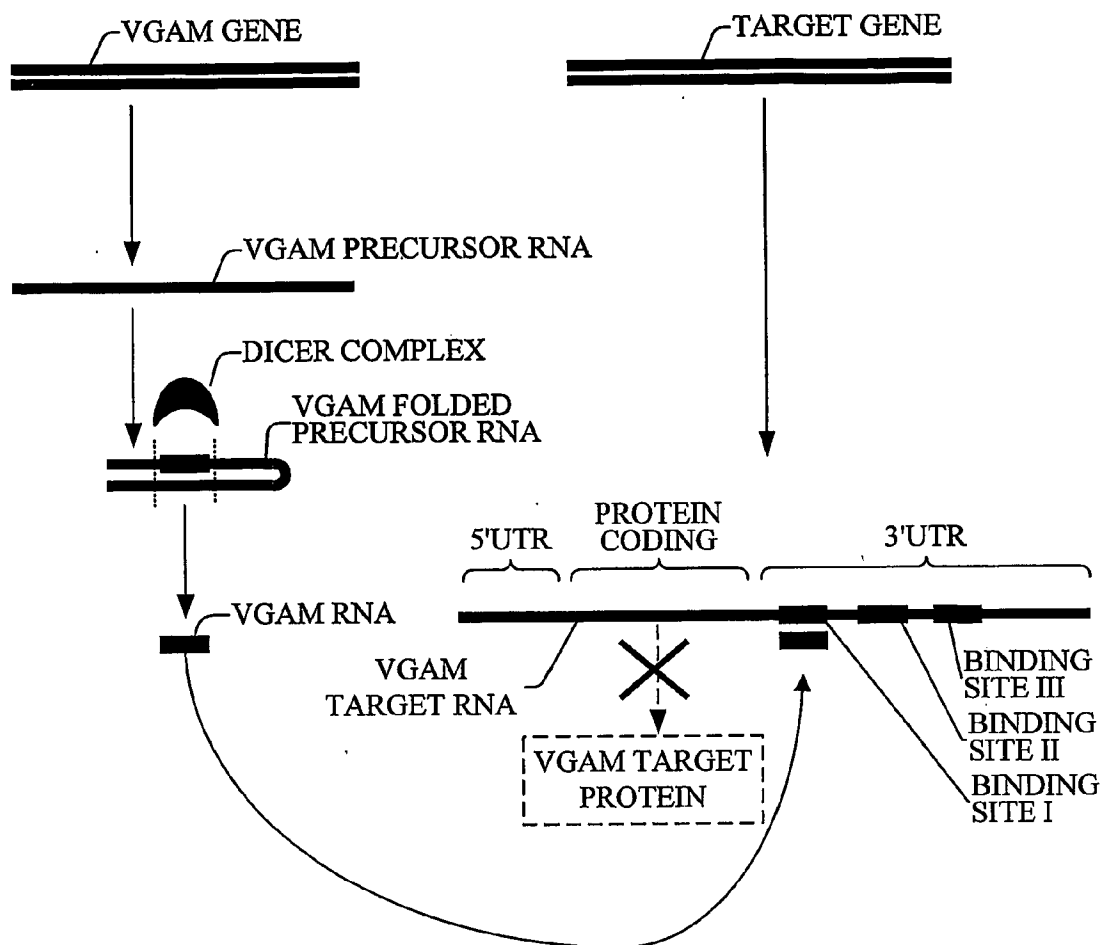 VGAM GENE
TARGET GENE
VGAM PRECURSOR RNA
DICER COMPLEX
VGAM FOLDED
PRECURSOR RNA
5'UTR
PROTEIN
CODING
3'UTR
VGAM RNA
VGAM
TARGET RNA
BINDING
SITE III
BINDING
SITE II
BINDING
SITE I
VGAM TARGET
PROTEIN